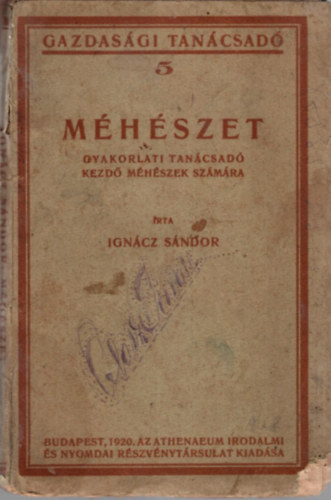 GAZDASÁGI TANÁCSADÓ
5
MÉHÉSZET
GYAKORLATI TANÁCSADÓ
KEZDŐ MÉHÉSZEK SZÁMÁRA
IRTA
IGNÁCZ SÁNDOR
BUDAPEST, 1920. AZ ATHENAEUM IRODALMI
ÉS NYOMDAI RÉSZVÉNYTÁRSULAT KIADÁSA